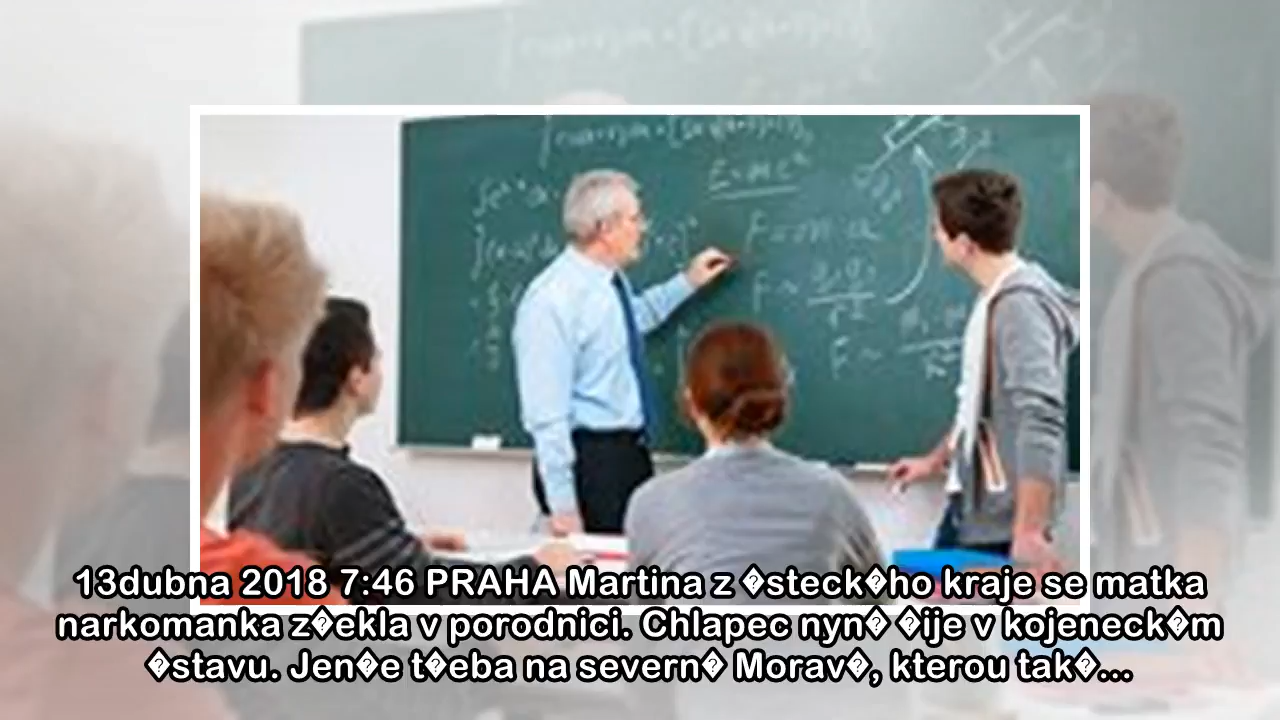 E=mc²
F=m·a
13dubna 2018 7:46 PRAHA Martina z �steck�ho kraje se matka
narkomanka z�ekla v porodnici. Chlapec nyn� �ije v kojeneck�m
�stavu. Jen�e t�eba na severn� Morav�, kterou tak�...